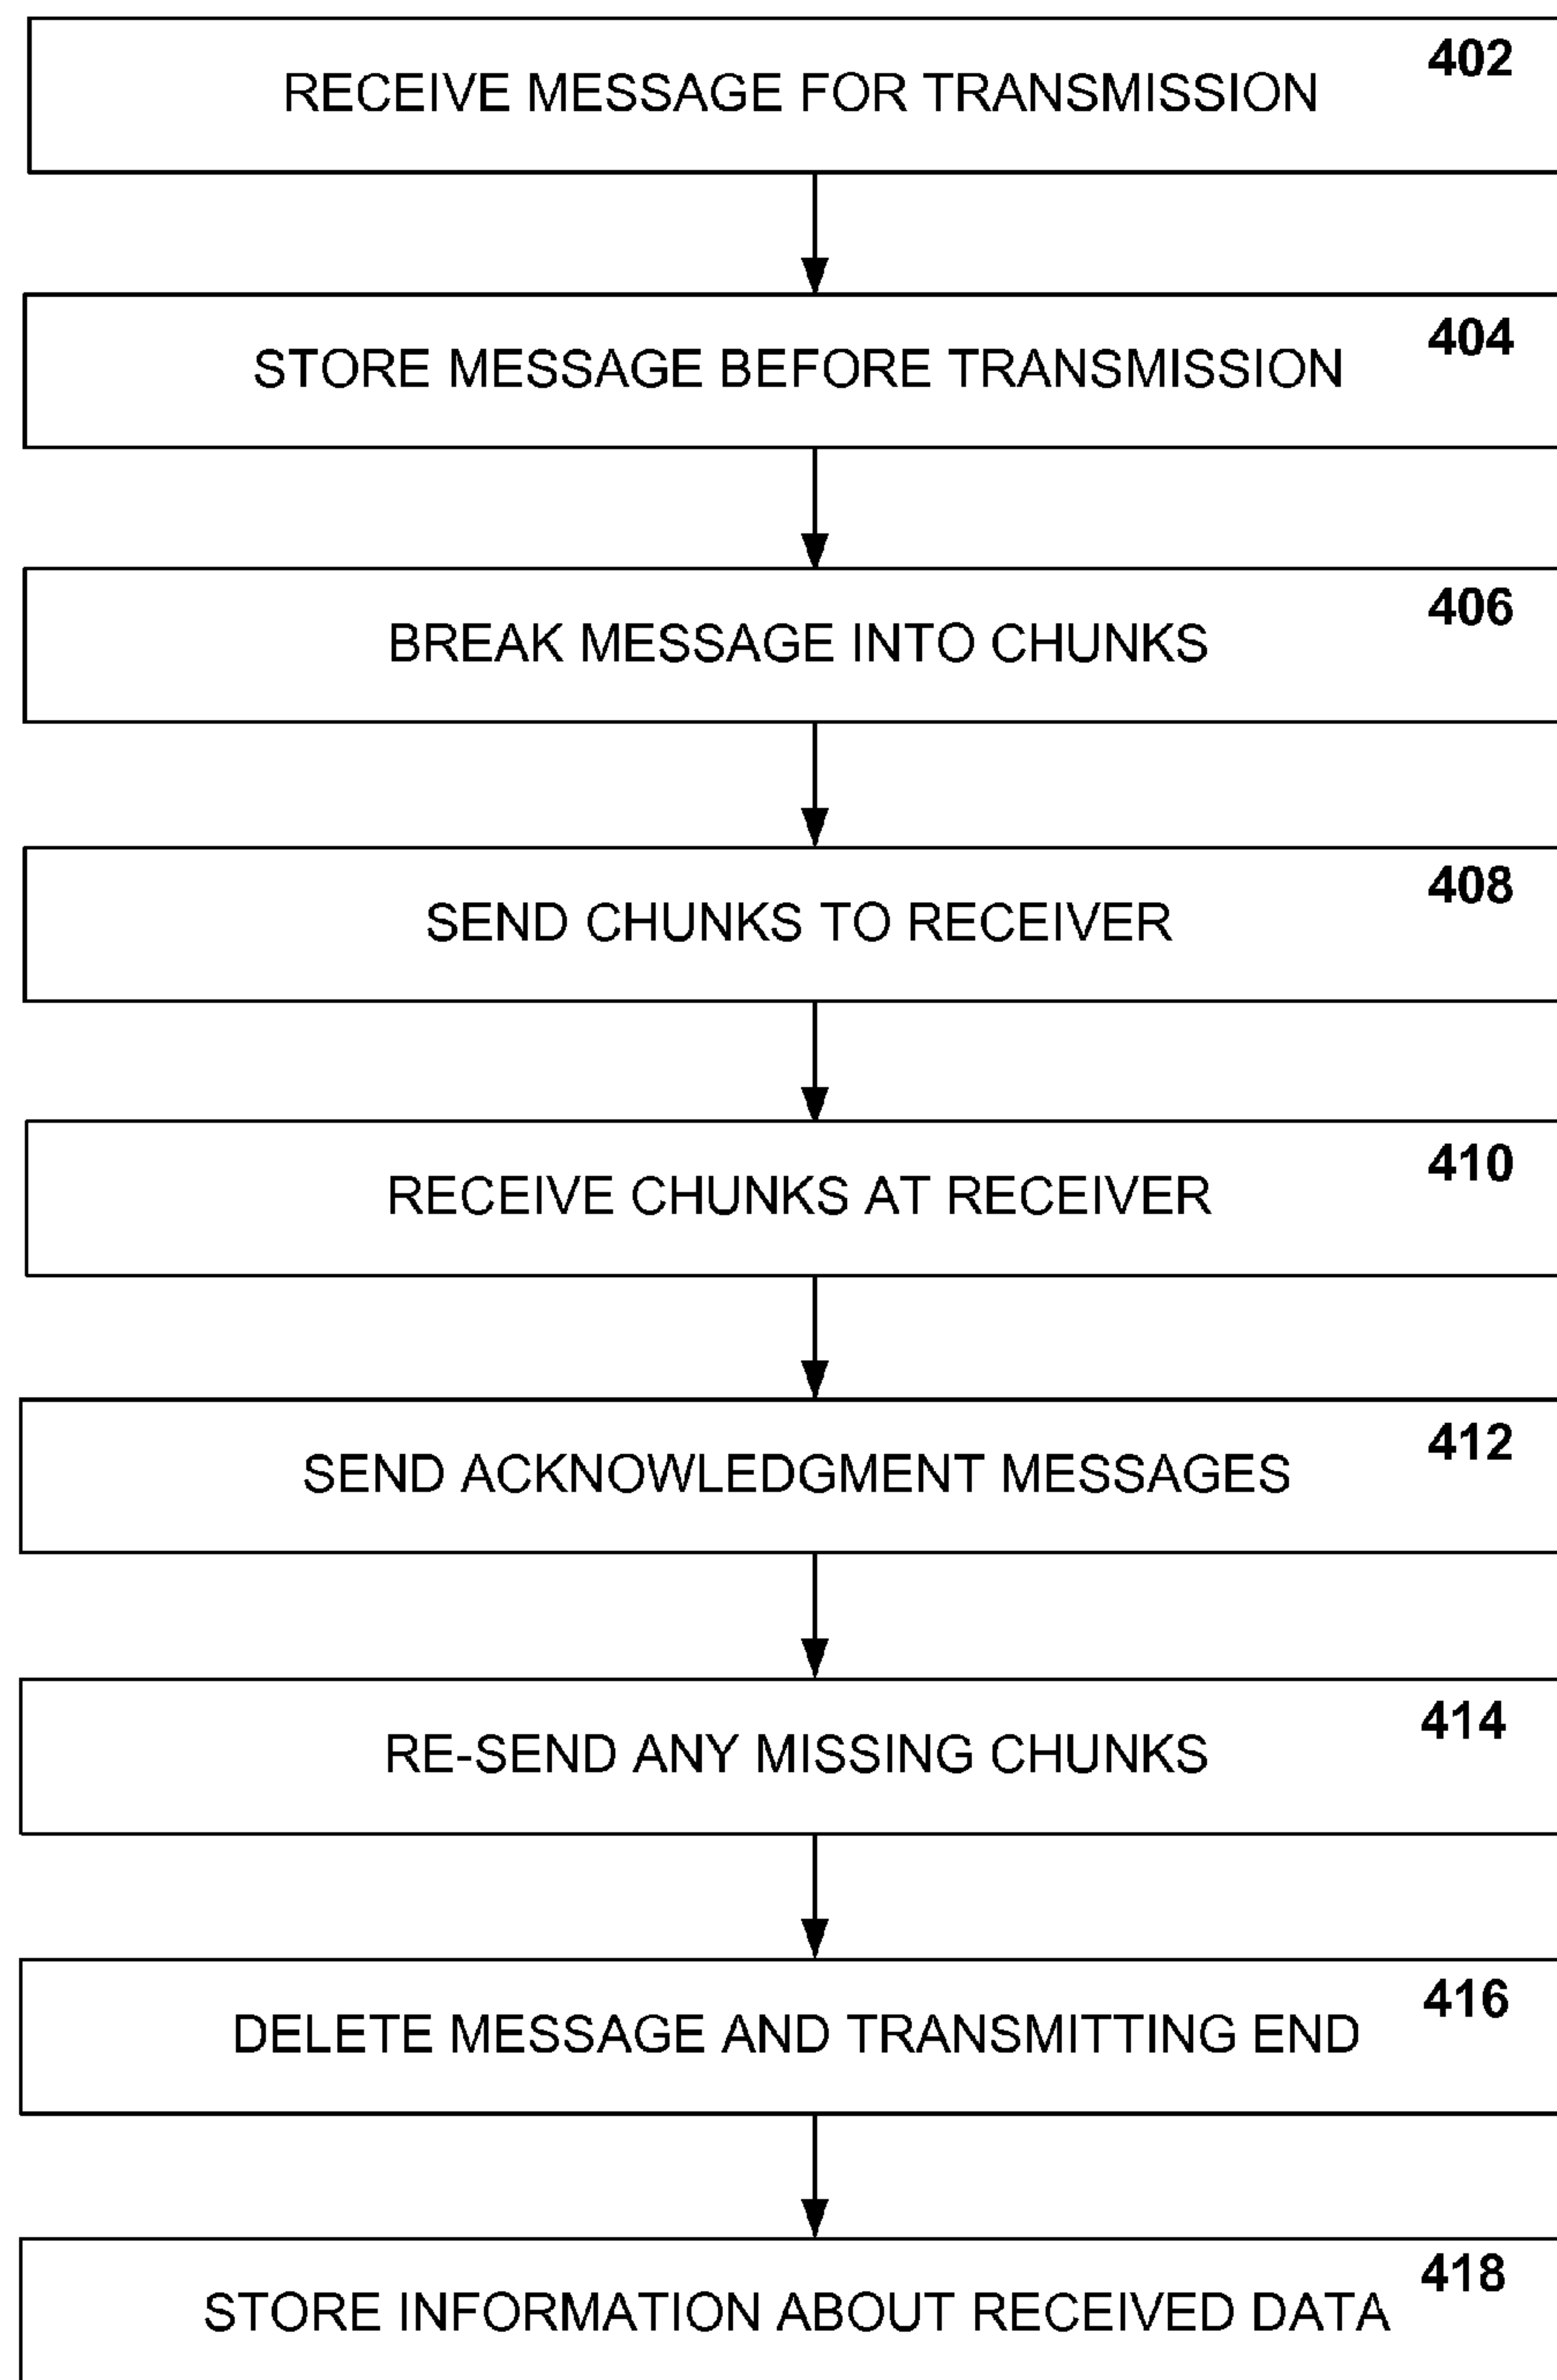 402
RECEIVE MESSAGE FOR TRANSMISSION
404
STORE MESSAGE BEFORE TRANSMISSION
406
BREAK MESSAGE INTO CHUNKS
408
SEND CHUNKS TO RECEIVER
410
RECEIVE CHUNKS AT RECEIVER
412
SEND ACKNOWLEDGMENT MESSAGES
414
RE-SEND ANY MISSING CHUNKS
416
DELETE MESSAGE AND TRANSMITTING END
418
STORE INFORMATION ABOUT RECEIVED DATA